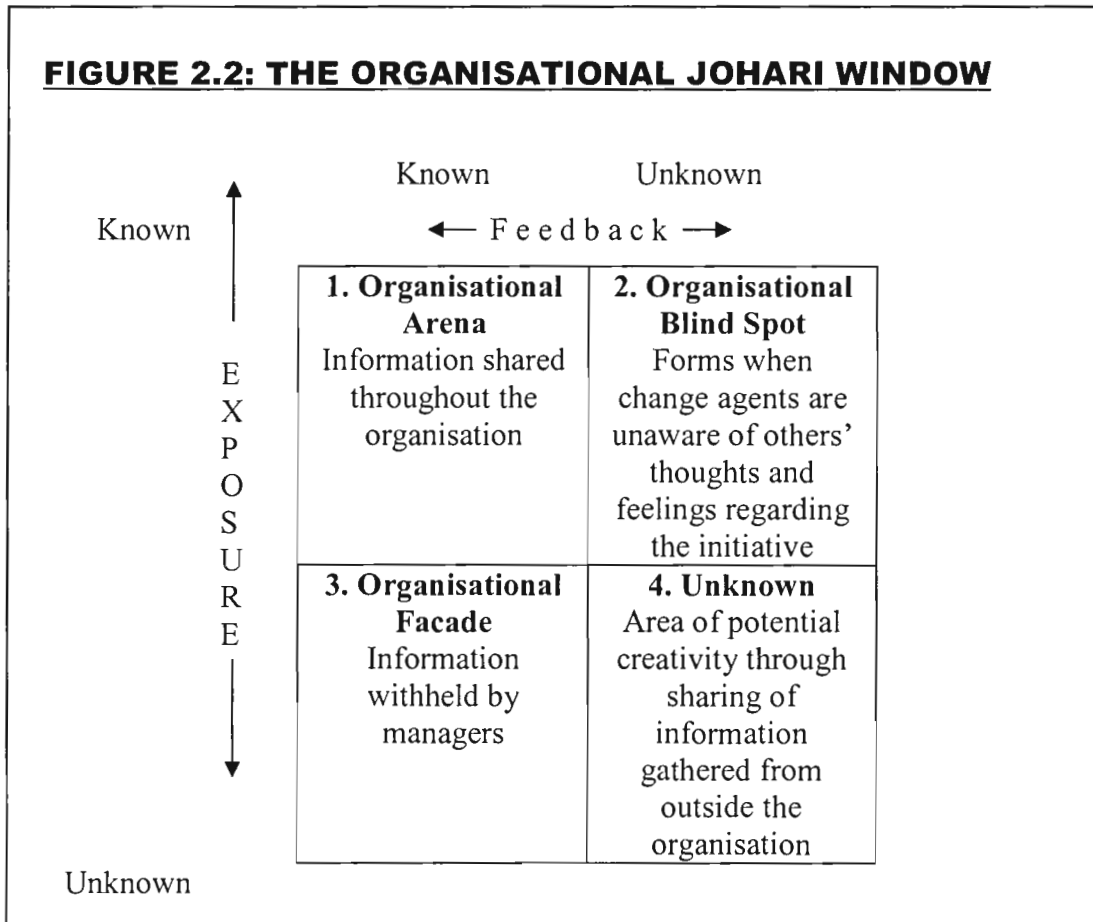 FIGURE 2.2: THE ORGANISATIONAL JOHARI WINDOW
Known Unknown
Known
← Feedback →
EXPOSURE
1. Organisational
Arena
Information shared
throughout the
organisation
2. Organisational
Blind Spot
Forms when
change agents are
unaware of others’
thoughts and
feelings regarding
the initiative
3. Organisational
Facade
Information
withheld by
managers
4. Unknown
Area of potential
creativity through
sharing of
information
gathered from
outside the
organisation
Unknown